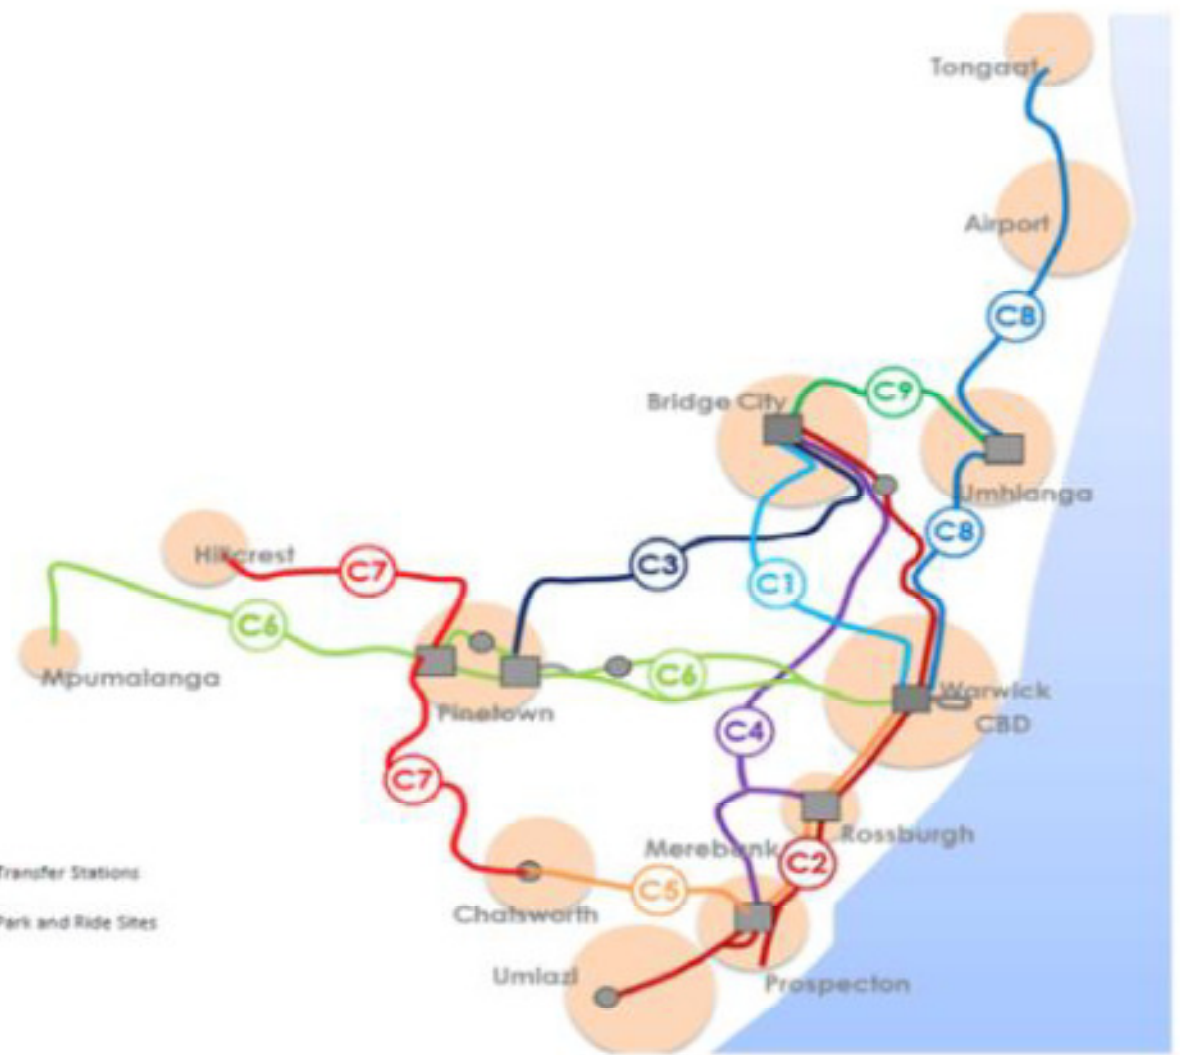 Tongaat
Airport
C8
Bridge City
C9
Umhlanga
C8
Hillcrest
C7
C3
C1
C6
Mpumalanga
C6
Pinetown
Warwick
CBD
C4
C7
Rossburgh
Merebank
C2
Transfer Stations
C5
Chatsworth
Park and Ride Sites
Umlazi
Prospecton